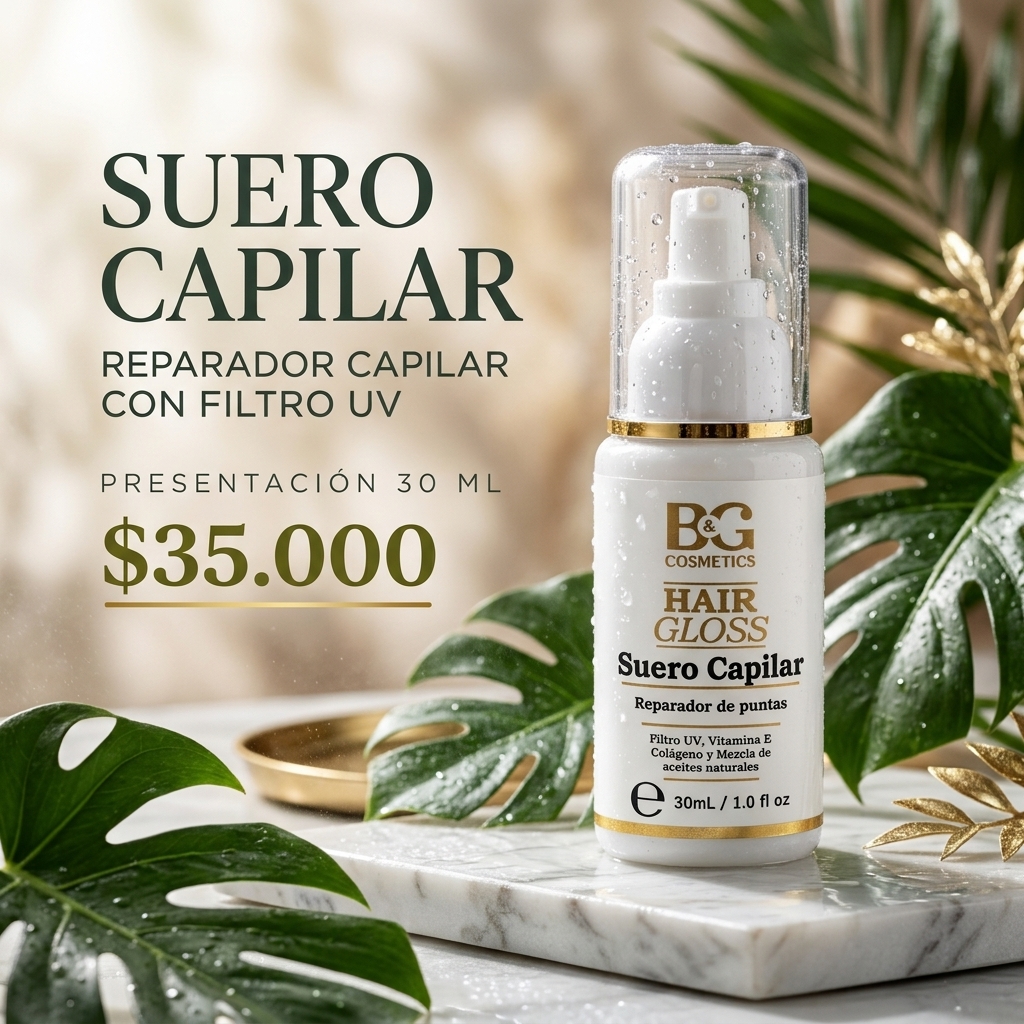 SUERO
CAPILAR
REPARADOR CAPILAR
CON FILTRO UV
PRESENTACIÓN 30 ML
$35.000
B&G
COSMETICS
HAIR
GLOSS
Suero Capilar
Reparador de puntas
Filtro UV, Vitamina E
Colágeno y Mezcla de
aceites naturales
℮ 30mL / 1.0 fl oz